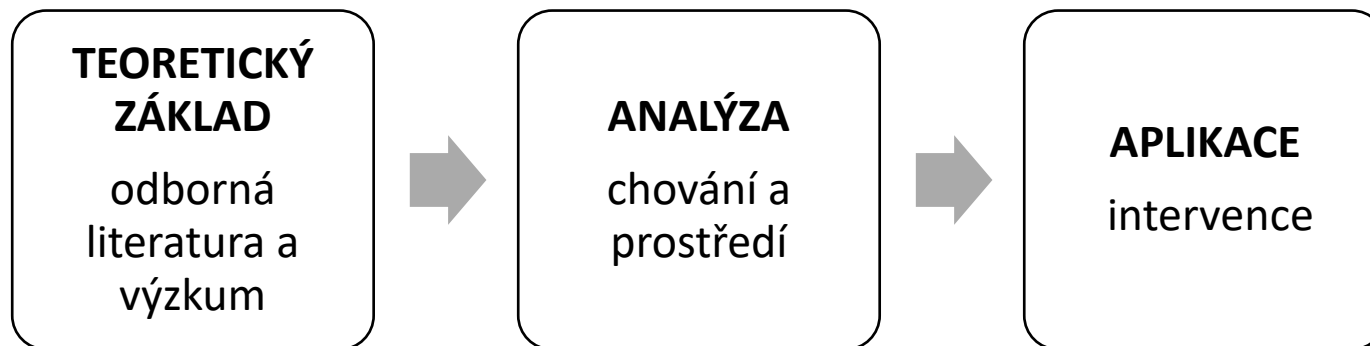 TEORETICKÝ
ZÁKLAD
odborná
literatura a
výzkum
ANALÝZA
chování a
prostředí
APLIKACE
intervence